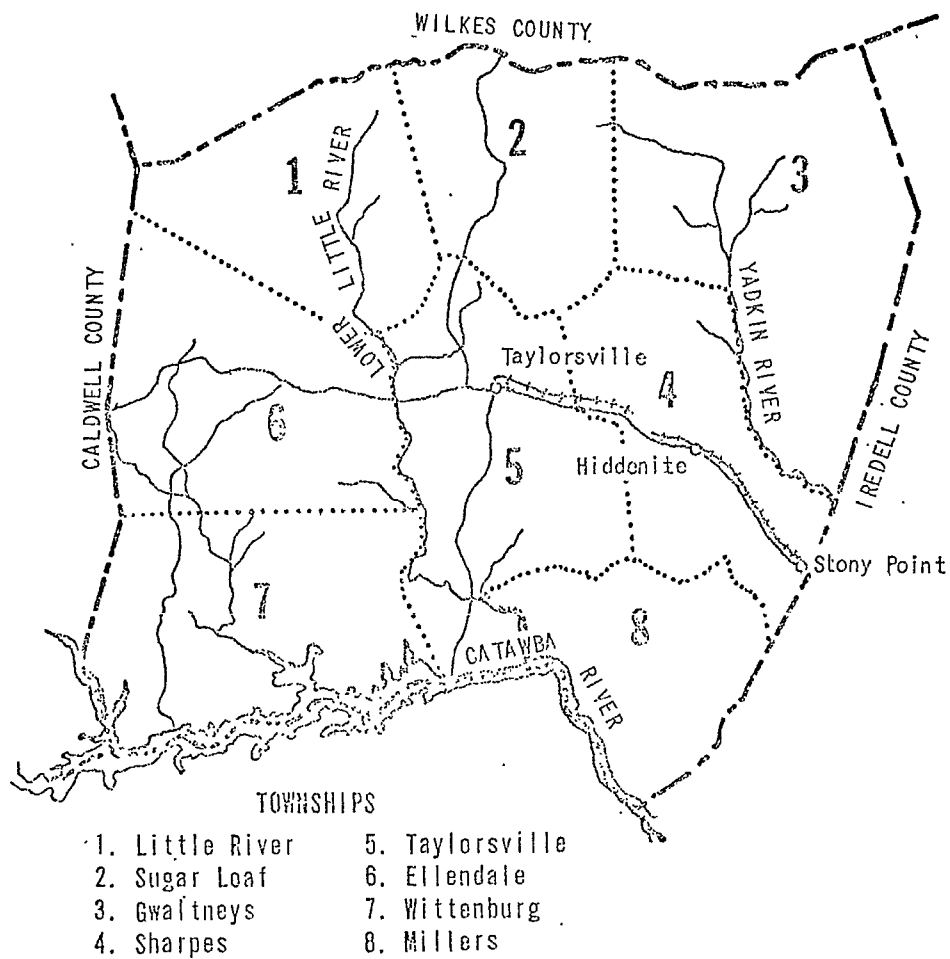 WILKES COUNTY
1
2
3
LITTLE RIVER
LOWER
CALDWELL COUNTY
YADKIN RIVER
IREDELL COUNTY
Taylorsville
4
6
5
Hiddenite
Stony Point
7
8
CATAWBA RIVER
TOWNSHIPS
1. Little River 5. Taylorsville
2. Sugar Loaf 6. Ellendale
3. Gwaltneys 7. Wittenburg
4. Sharpes 8. Millers